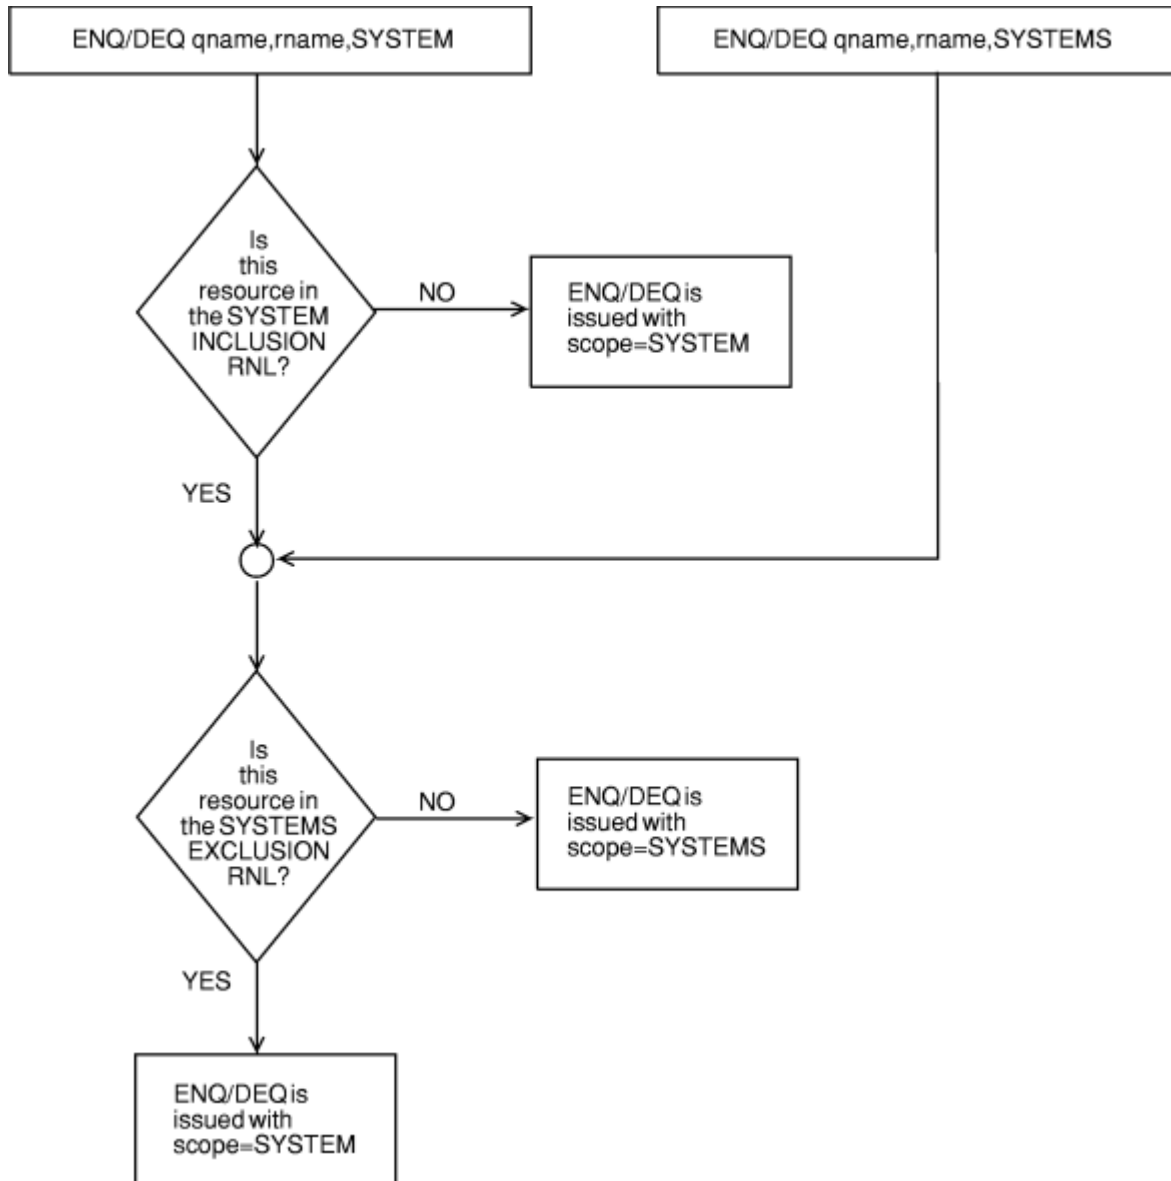 ENQ/DEQ qname,rname,SYSTEM
ENQ/DEQ qname,rname,SYSTEMS
Is
this
resource in
the SYSTEM
INCLUSION
RNL?
NO
ENQ/DEQ is
issued with
scope=SYSTEM
YES
Is
this
resource in
the SYSTEMS
EXCLUSION
RNL?
NO
ENQ/DEQ is
issued with
scope=SYSTEMS
YES
ENQ/DEQ is
issued with
scope=SYSTEM